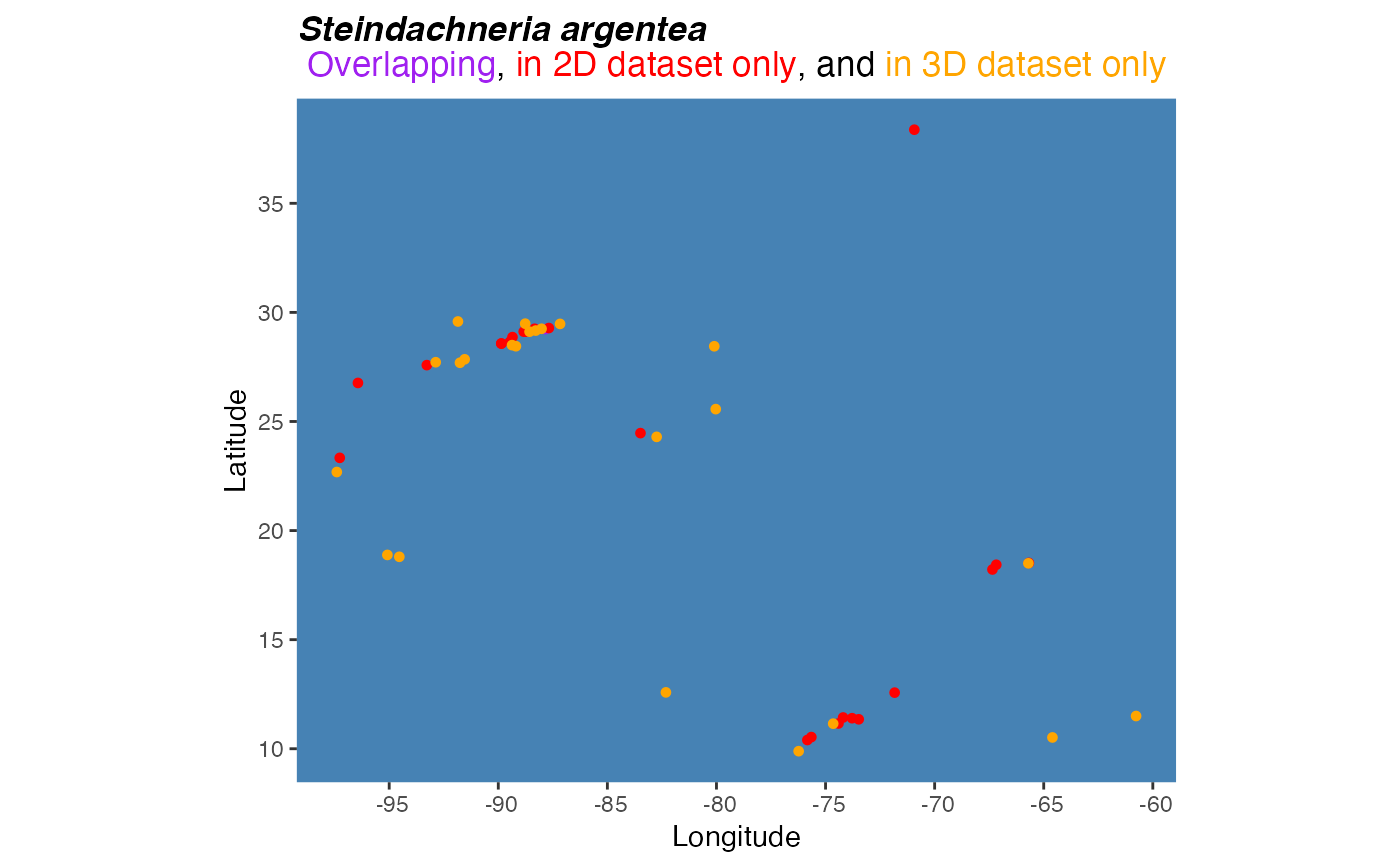 Steindachneria argentea
Overlapping, in 2D dataset only, and in 3D dataset only
35
30
25
20
15
10
Latitude
-95 -90 -85 -80 -75 -70 -65 -60
Longitude